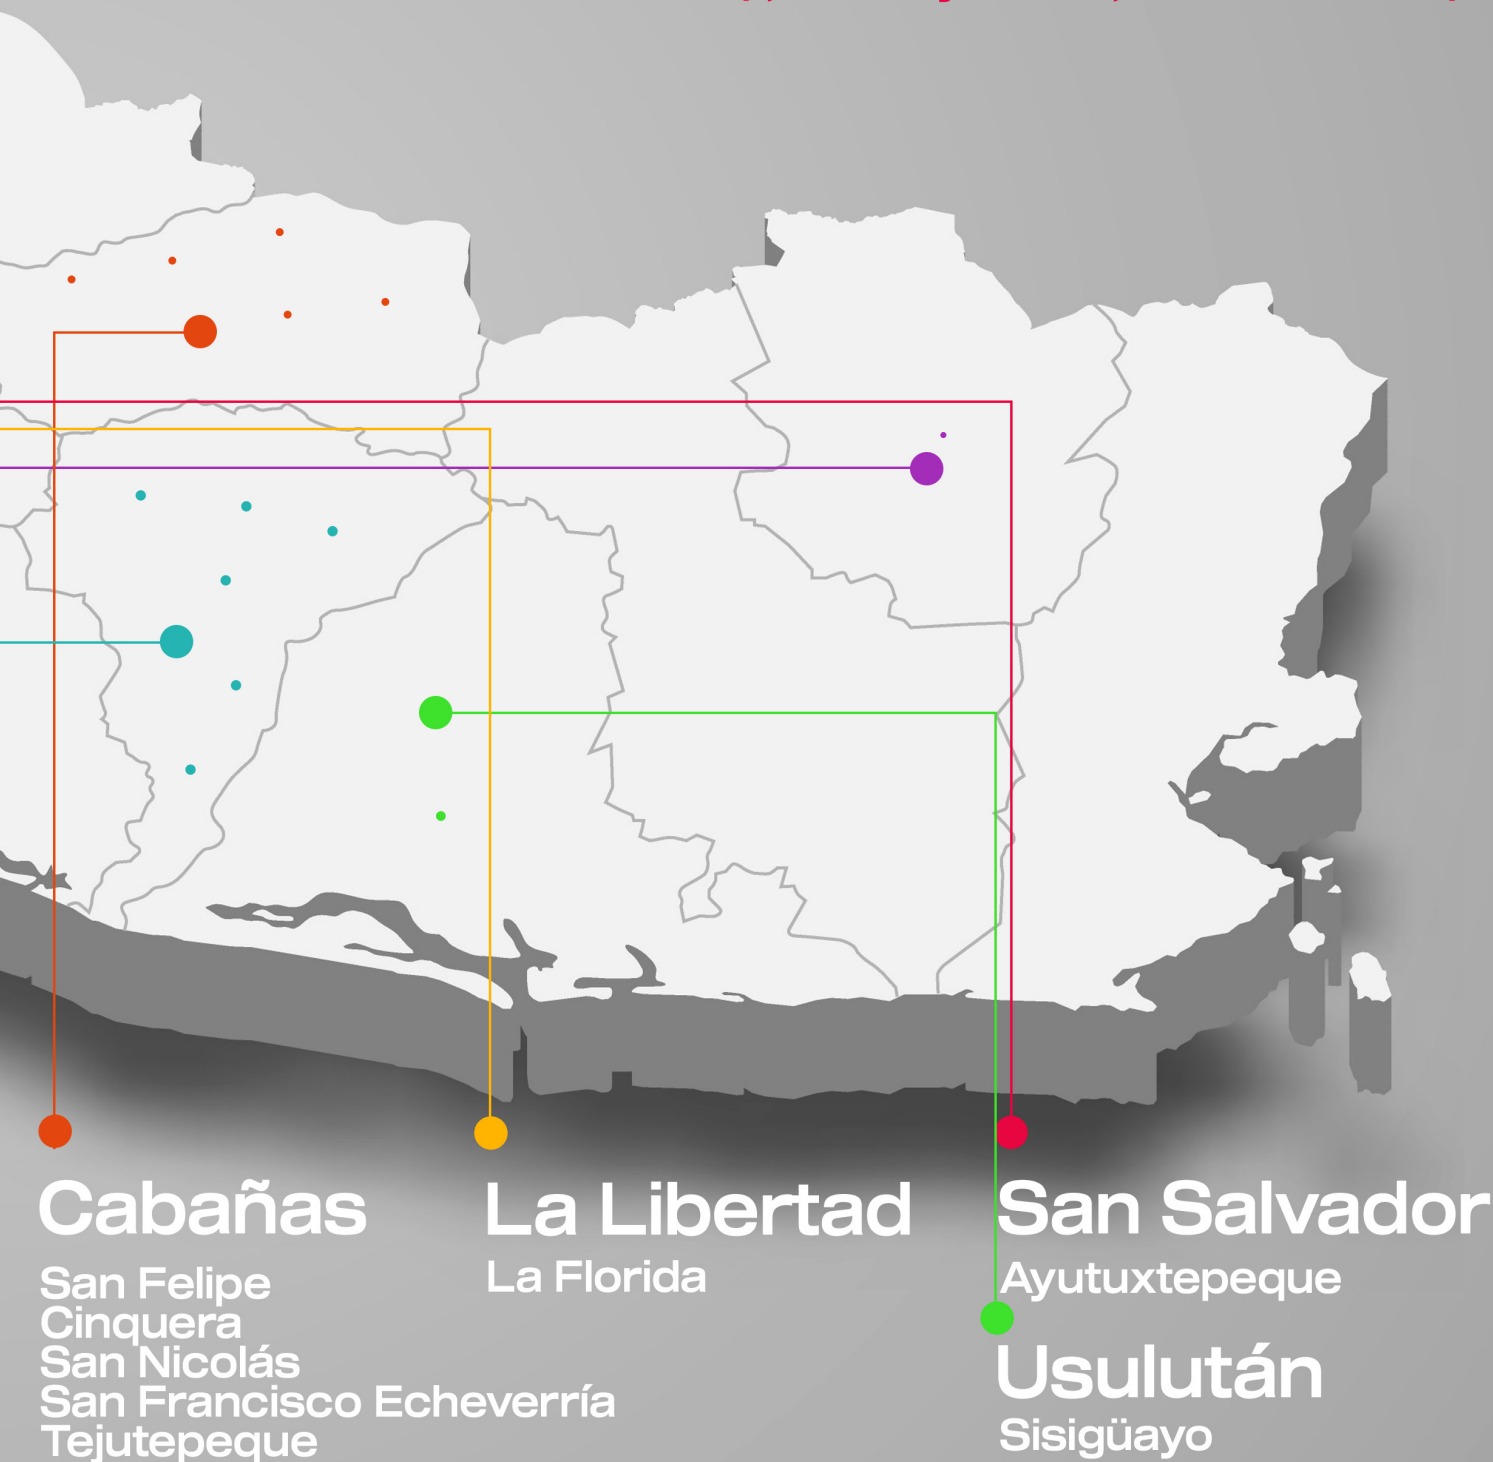 Cabañas
San Felipe
Cinquera
San Nicolás
San Francisco Echeverría
Tejutepeque
La Libertad
La Florida
San Salvador
Ayutuxtepeque
Usulután
Sisigüayo